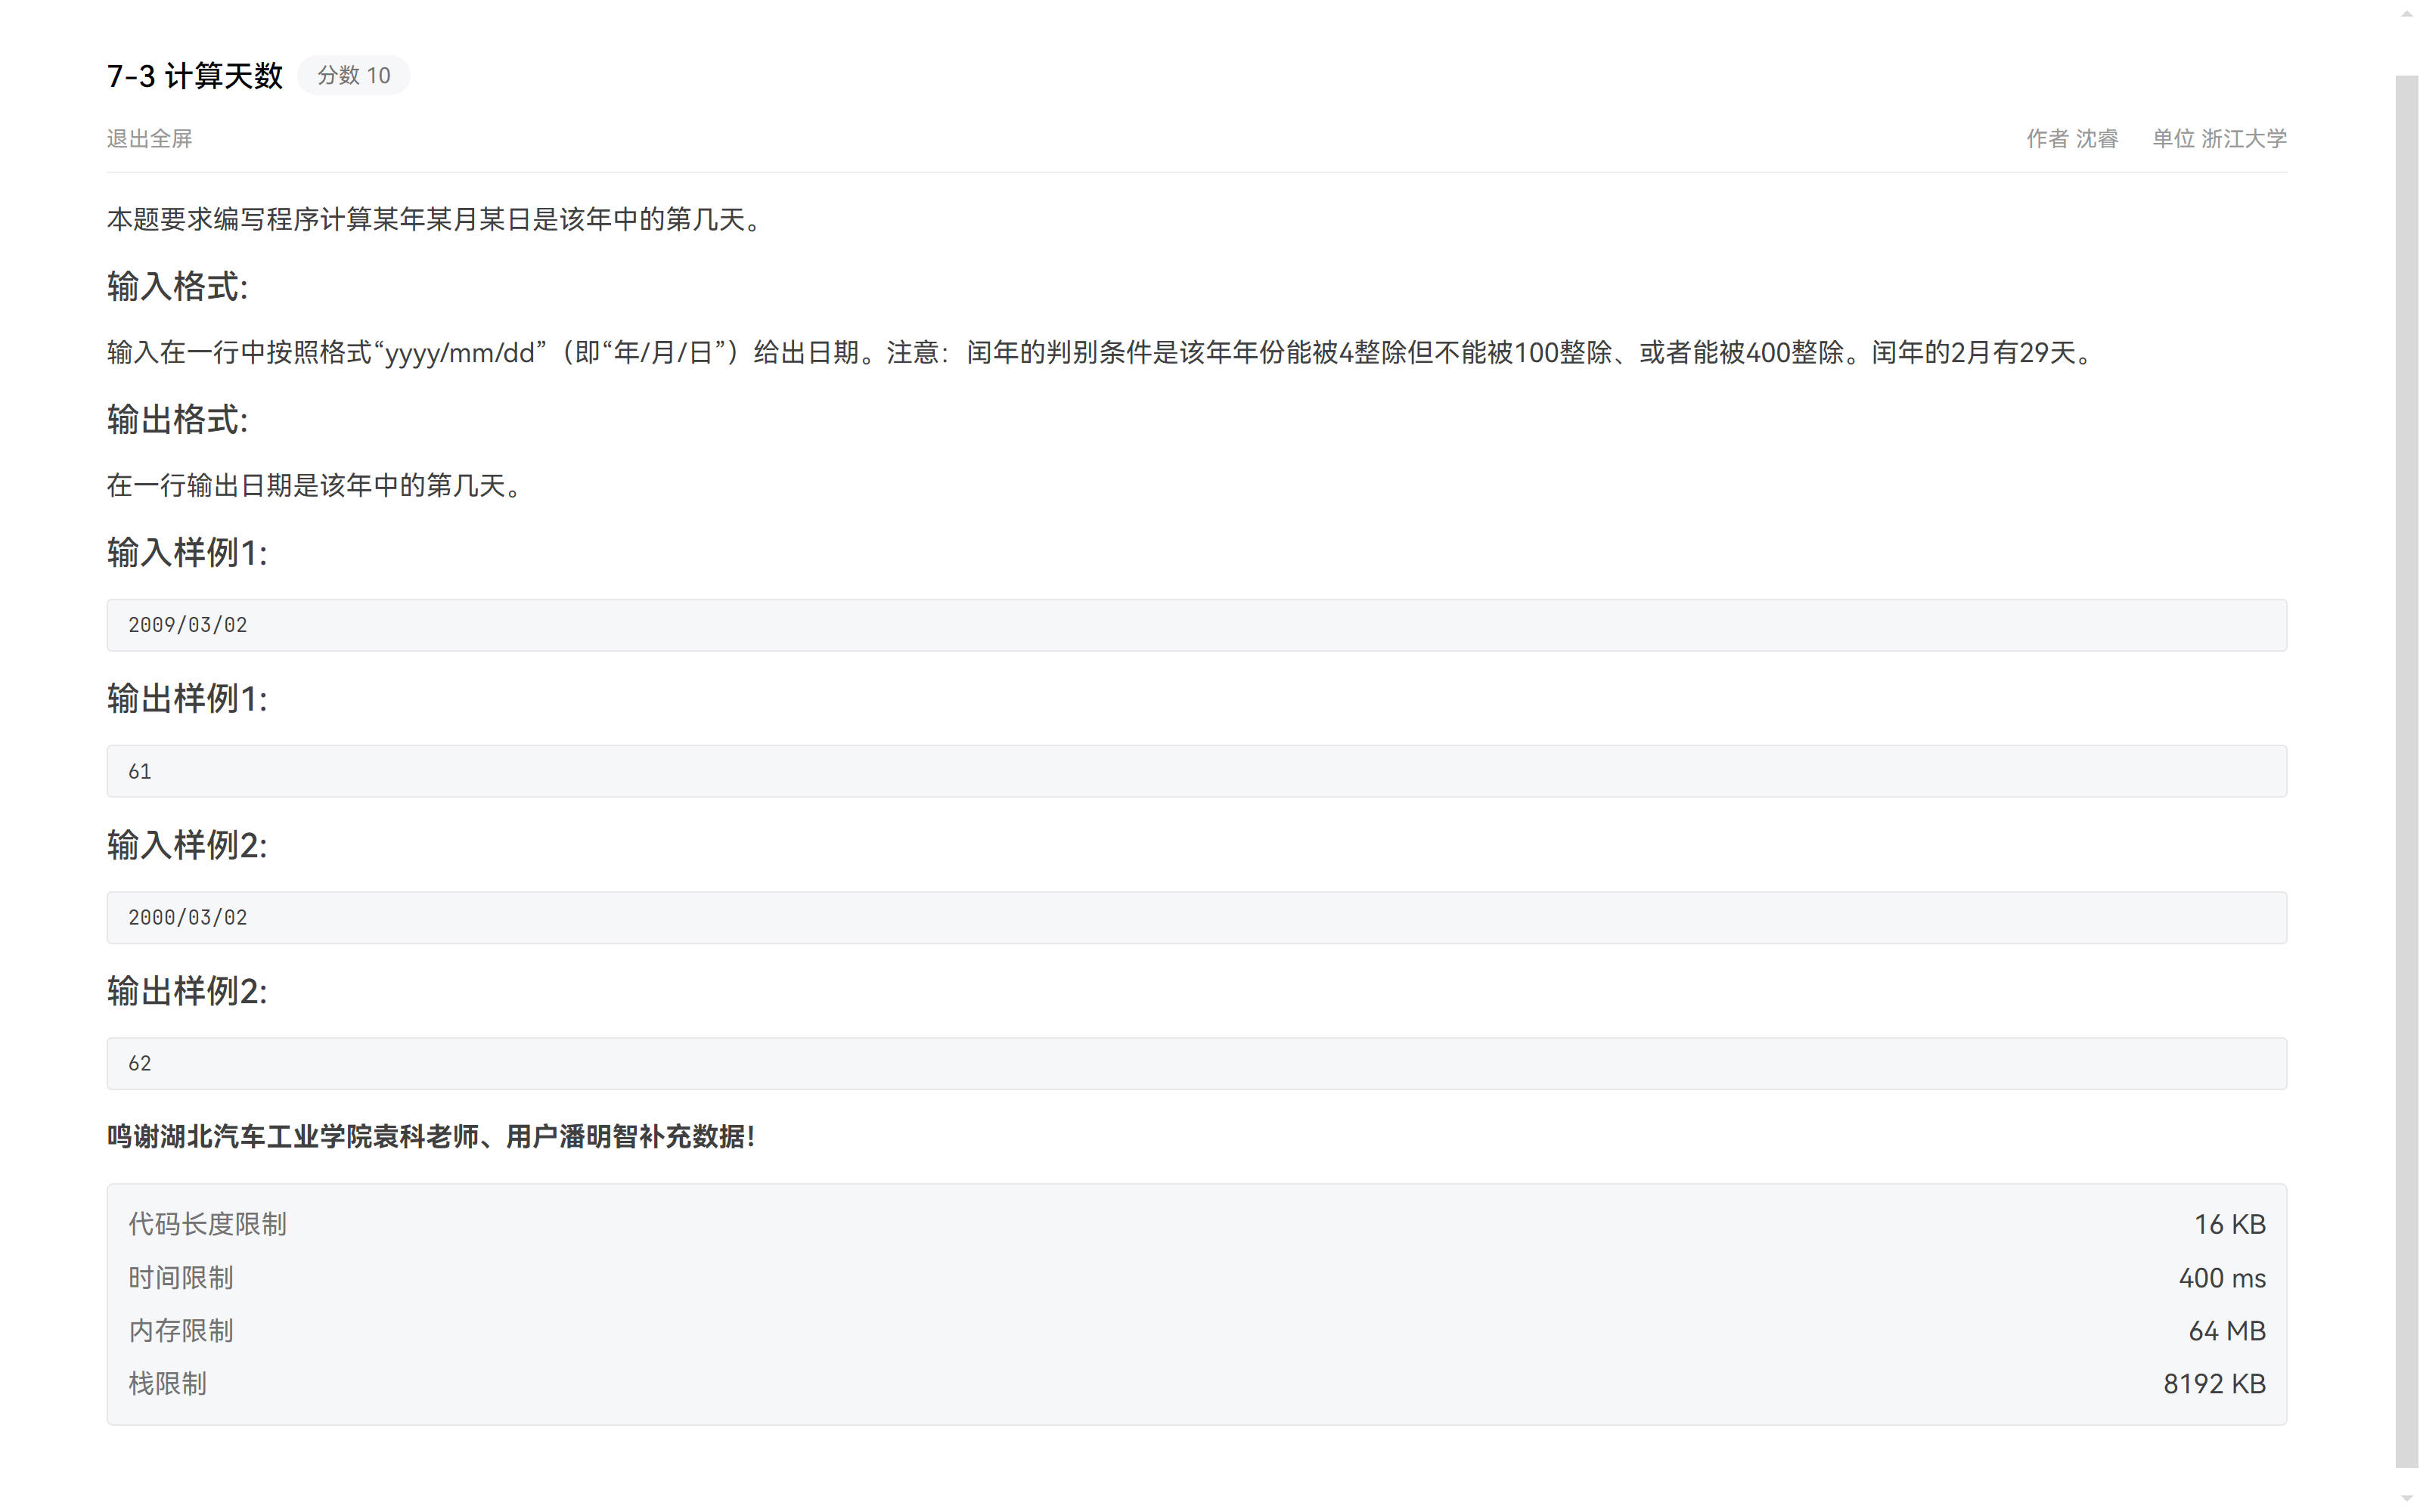 7-3 计算天数 分数 10
退出全屏 作者 沈睿 单位 浙江大学
本题要求编写程序计算某年某月某日是该年中的第几天。
输入格式:
输入在一行中按照格式“yyyy/mm/dd”（即“年/月/日”）给出日期。注意：闰年的判别条件是该年年份能被4整除但不能被100整除、或者能被400整除。闰年的2月有29天。
输出格式:
在一行输出日期是该年中的第几天。
输入样例1:
2009/03/02
输出样例1:
61
输入样例2:
2000/03/02
输出样例2:
62
鸣谢湖北汽车工业学院袁科老师、用户潘明智补充数据!
代码长度限制 16 KB
时间限制 400 ms
内存限制 64 MB
栈限制 8192 KB